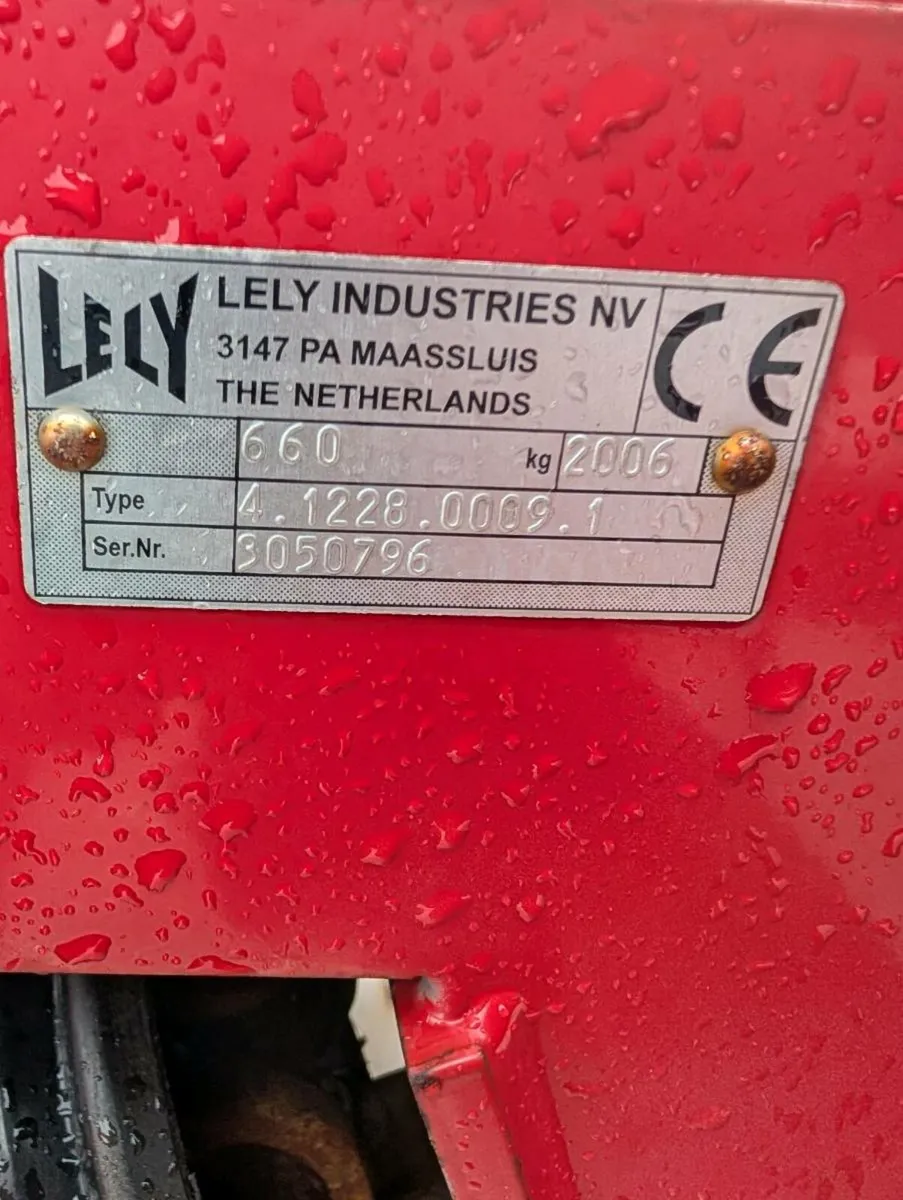 LELY
LELY INDUSTRIES NV
3147 PA MAASSLUIS
THE NETHERLANDS
CE
660 kg 2006
Type 4.1228.0009.1
Ser.Nr. 3050796